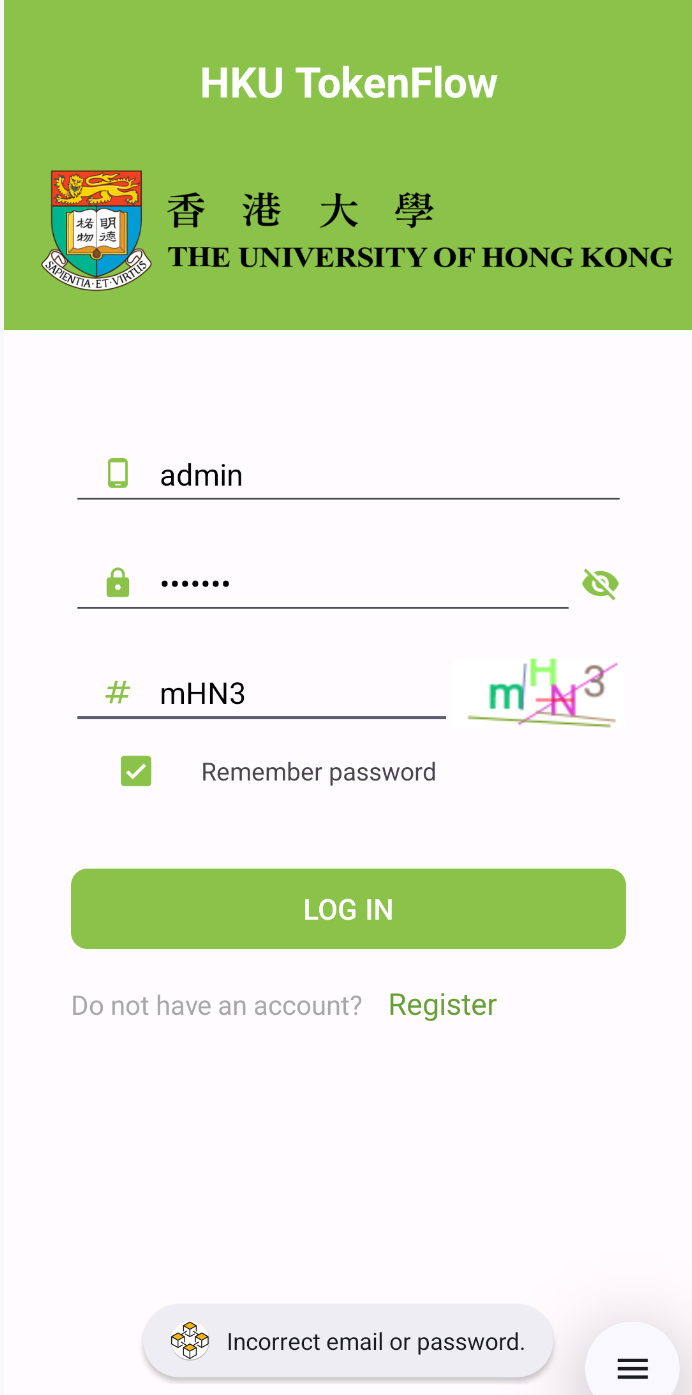 HKU TokenFlow
香港大學
THE UNIVERSITY OF HONG KONG
格物 明德
SAPIENTIA·ET·VIRTUS
admin
•••••••
# mHN3
mHN3
Remember password
LOG IN
Do not have an account? Register
Incorrect email or password.